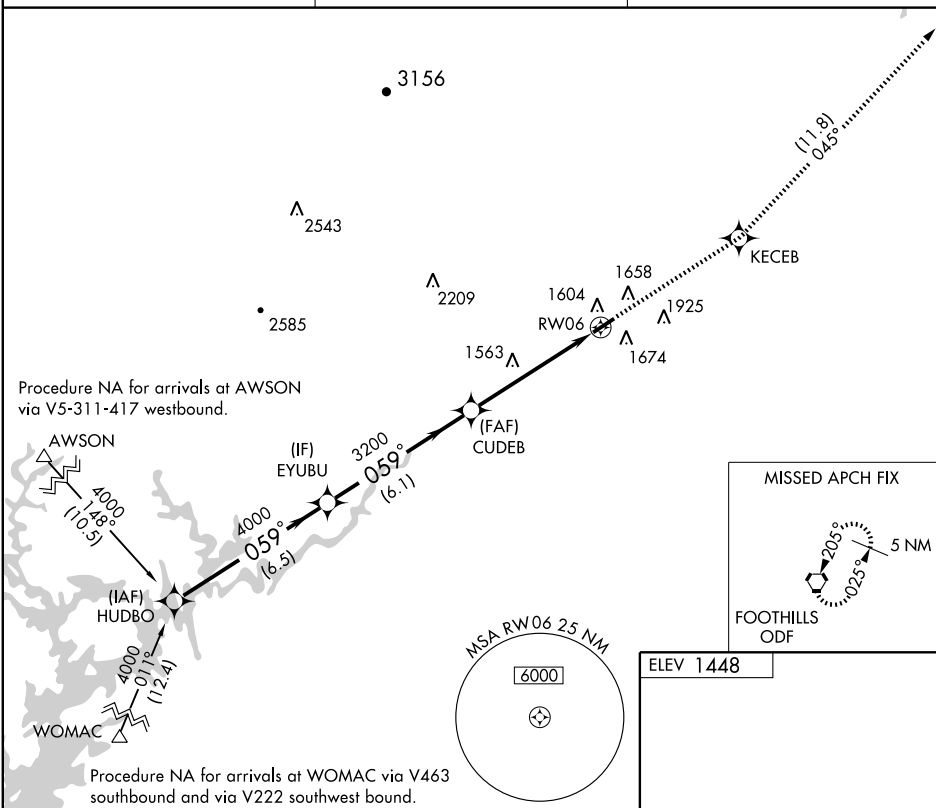 3156
(11.8)
045°
2543
KECEB
1658
1604
2209
1925
RW06
2585
1674
1563
Procedure NA for arrivals at AWSON
via V5-311-417 westbound.
(FAF)
CUDEB
AWSON
3200
059°
(6.1)
(IF)
EYUBU
MISSED APCH FIX
4000
148°
(10.5)
4000
059°
(6.5)
205°
5 NM
025°
(IAF)
HUDBO
FOOTHILLS
ODF
MSA RW06 25 NM
4000
011°
(12.4)
ELEV 1448
6000
WOMAC
Procedure NA for arrivals at WOMAC via V463
southbound and via V222 southwest bound.